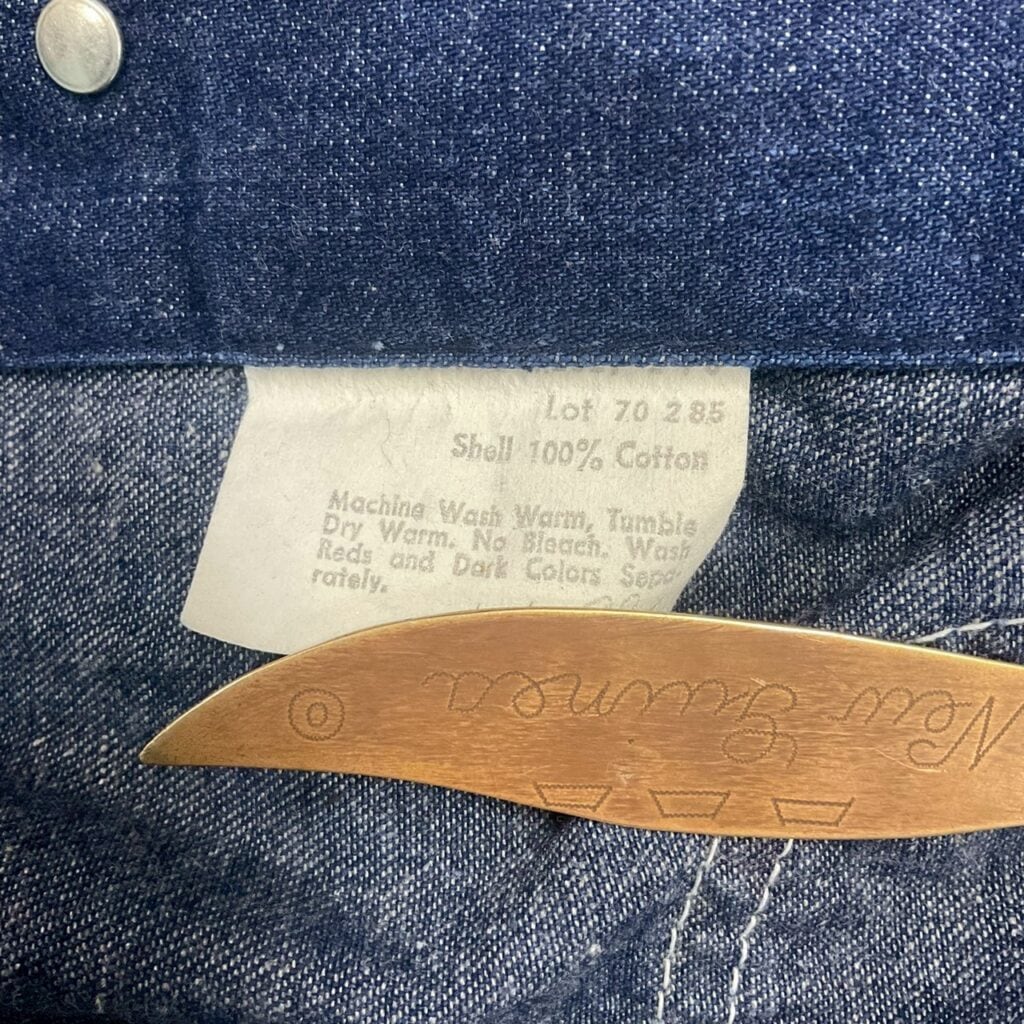 Lot 70 285
Shell 100% Cotton
Machine Wash Warm, Tumble
Dry Warm. No Bleach. Wash
Reds and Dark Colors Sepa-
rately.
New Guinea